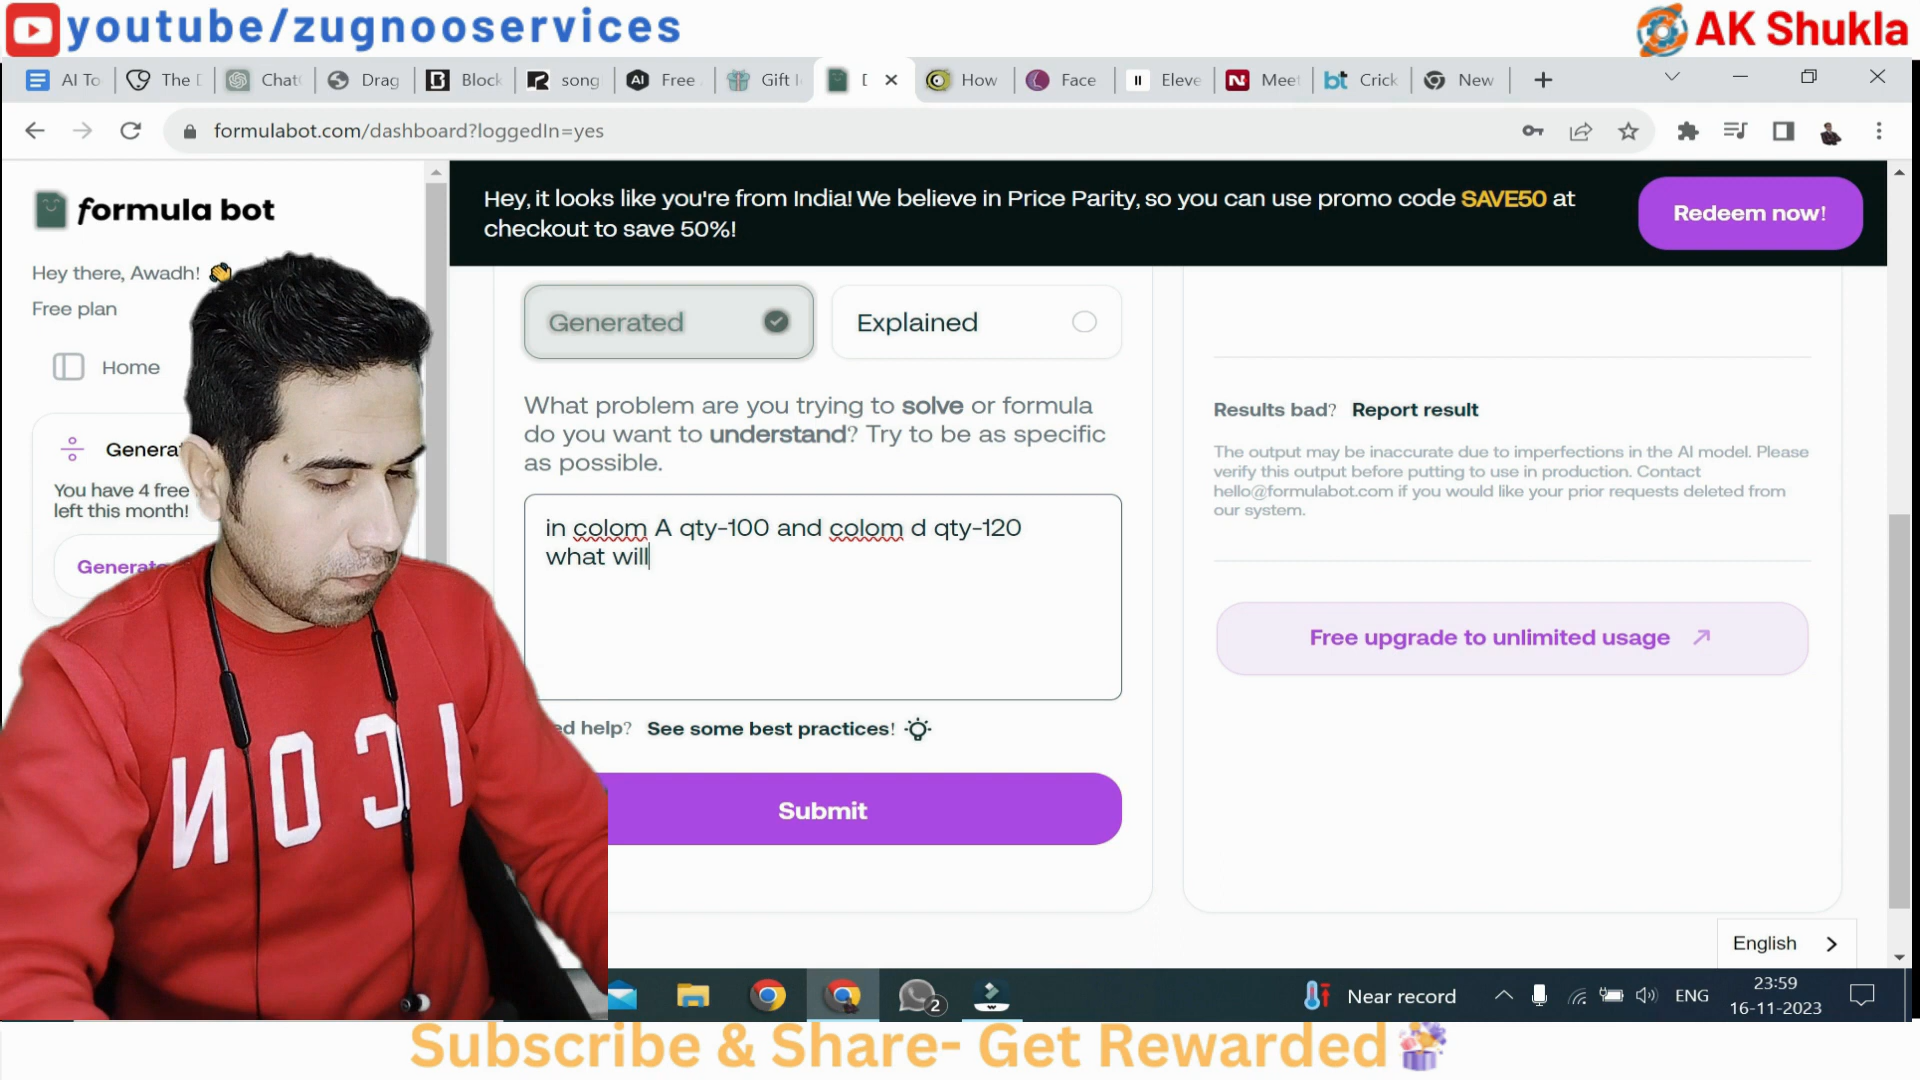 youtube/zugnooservices
AK Shukla
AI To
The D
Chat
Drag
Block
song
Free
Gift I
How
Face
Eleve
Meet
Crick
New
formulabot.com/dashboard?loggedIn=yes
formula bot
Hey there, Awadh! 👋
Free plan
Home
Genera
You have 4 free
left this month!
Generat
Hey, it looks like you're from India! We believe in Price Parity, so you can use promo code SAVE50 at
checkout to save 50%!
Redeem now!
Generated
Explained
What problem are you trying to solve or formula
do you want to understand? Try to be as specific
as possible.
in colom A qty-100 and colom d qty-120
what will
ed help? See some best practices!
Submit
Results bad? Report result
The output may be inaccurate due to imperfections in the AI model. Please
verify this output before putting to use in production. Contact
hello@formulabot.com if you would like your prior requests deleted from
our system.
Free upgrade to unlimited usage
English
ICON
2
Near record
ENG
23:59
16-11-2023
Subscribe & Share- Get Rewarded